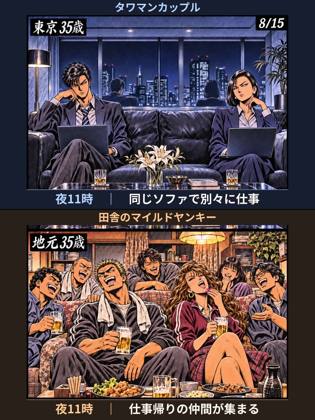 タワマンカップル
東京35歳
8/15
夜11時 | 同じソファで別々に仕事
田舎のマイルドヤンキー
地元35歳
夜11時 | 仕事帰りの仲間が集まる